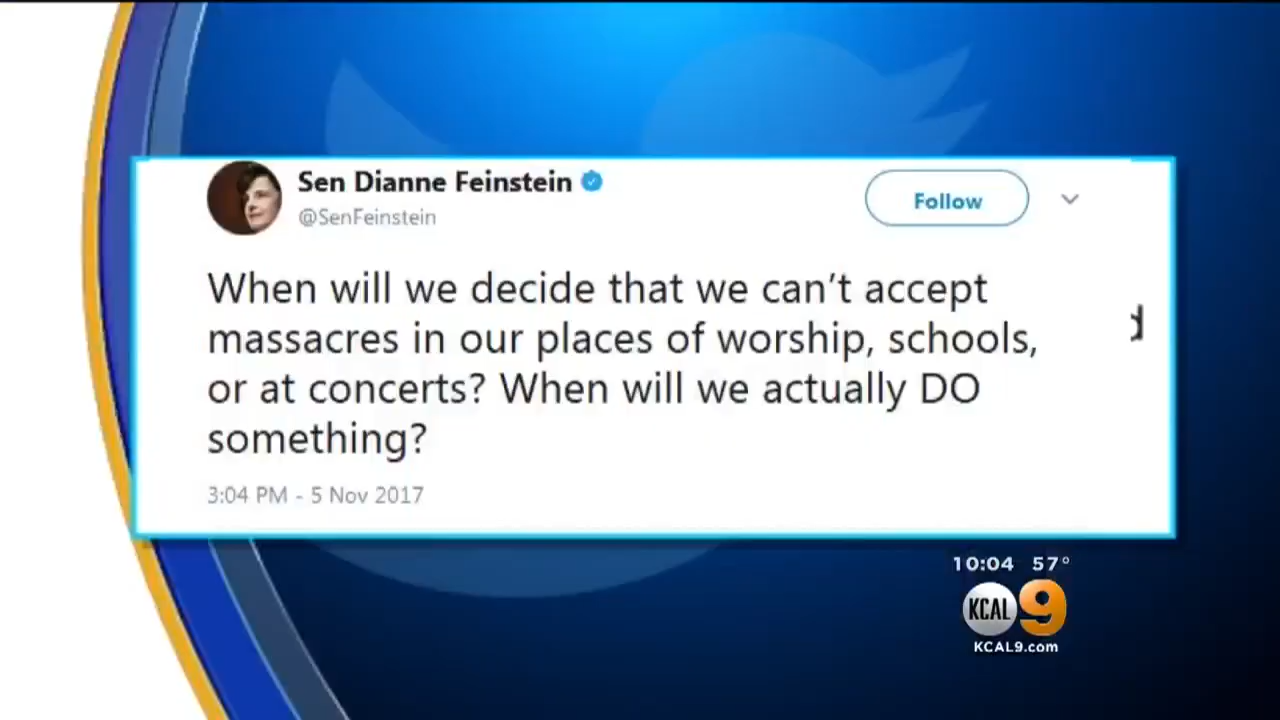 Sen Dianne Feinstein
@SenFeinstein
Follow
When will we decide that we can't accept
massacres in our places of worship, schools,
or at concerts? When will we actually DO
something?
3:04 PM - 5 Nov 2017
10:04 57°
KCAL 9
KCAL9.com